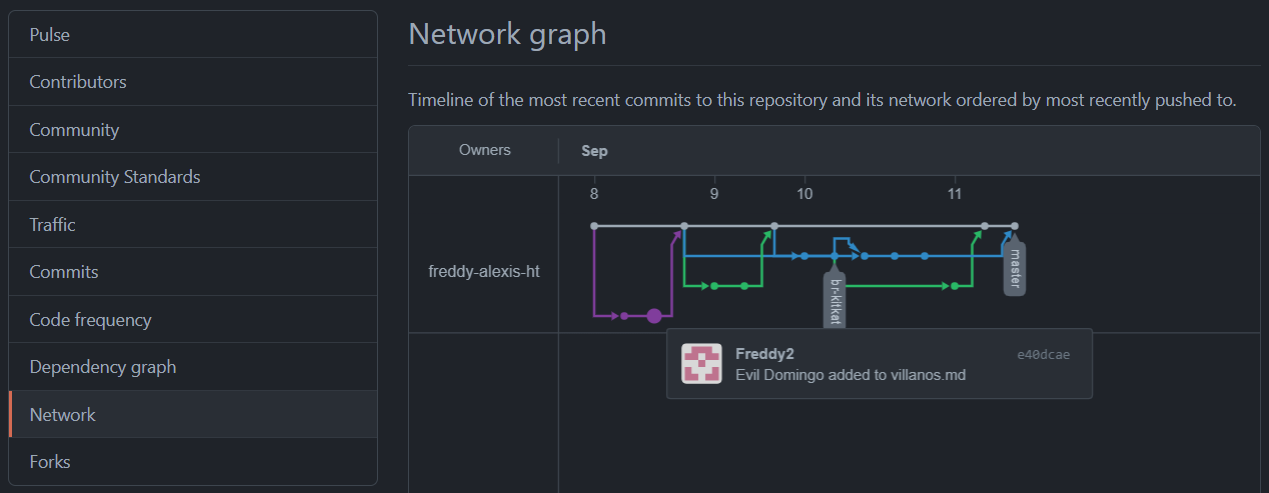 Pulse
Contributors
Community
Community Standards
Traffic
Commits
Code frequency
Dependency graph
Network
Forks
Network graph
Timeline of the most recent commits to this repository and its network ordered by most recently pushed to.
Owners
Sep
8 9 10 11
freddy-alexis-ht
master
br-kitkat
Freddy2 e40dcae
Evil Domingo added to villanos.md